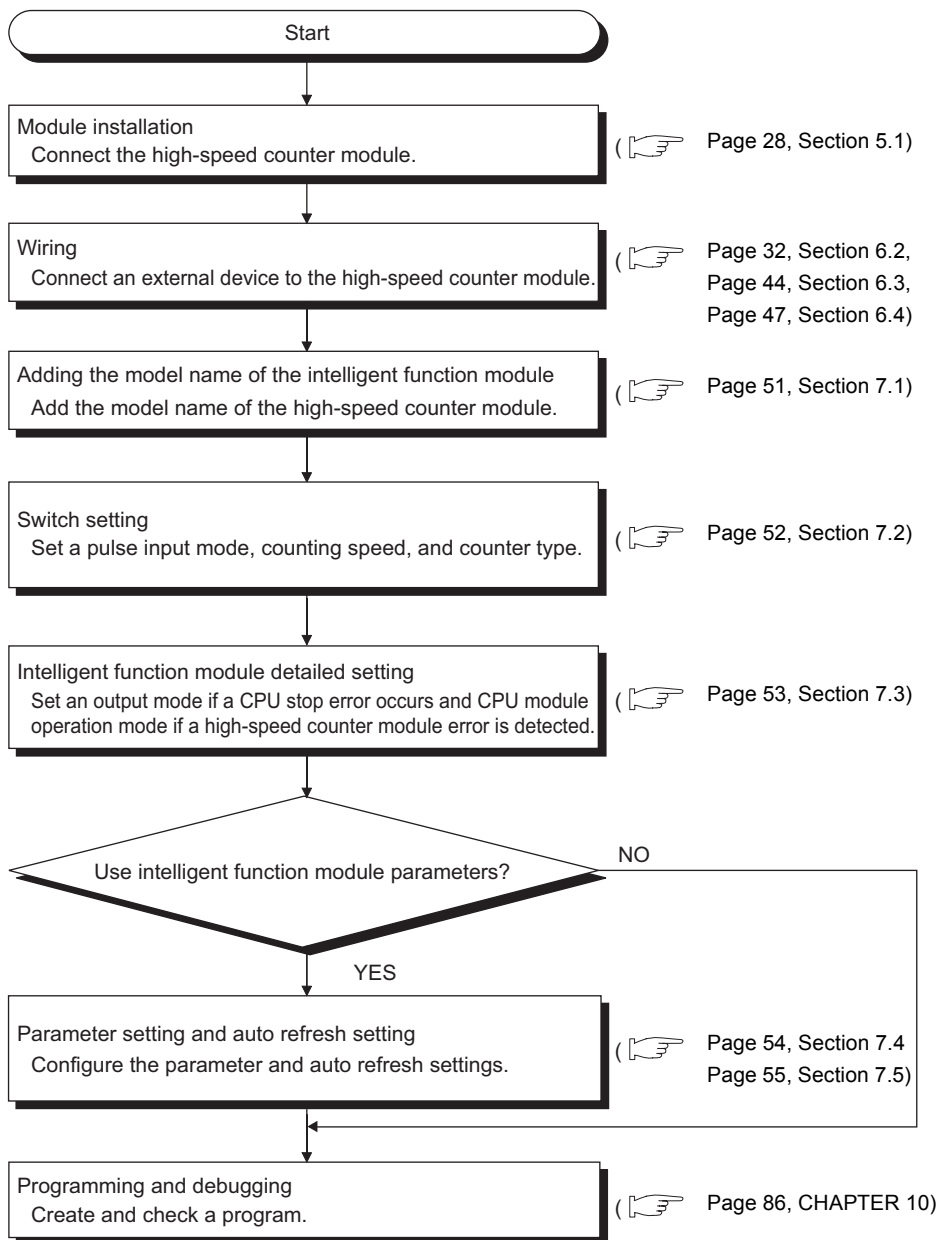 Start
Module installation
Connect the high-speed counter module.
( Page 28, Section 5.1)
Wiring
Connect an external device to the high-speed counter module.
( Page 32, Section 6.2,
Page 44, Section 6.3,
Page 47, Section 6.4)
Adding the model name of the intelligent function module
Add the model name of the high-speed counter module.
( Page 51, Section 7.1)
Switch setting
Set a pulse input mode, counting speed, and counter type.
( Page 52, Section 7.2)
Intelligent function module detailed setting
Set an output mode if a CPU stop error occurs and CPU module
operation mode if a high-speed counter module error is detected.
( Page 53, Section 7.3)
Use intelligent function module parameters?
NO
YES
Parameter setting and auto refresh setting
Configure the parameter and auto refresh settings.
( Page 54, Section 7.4
Page 55, Section 7.5)
Programming and debugging
Create and check a program.
( Page 86, CHAPTER 10)